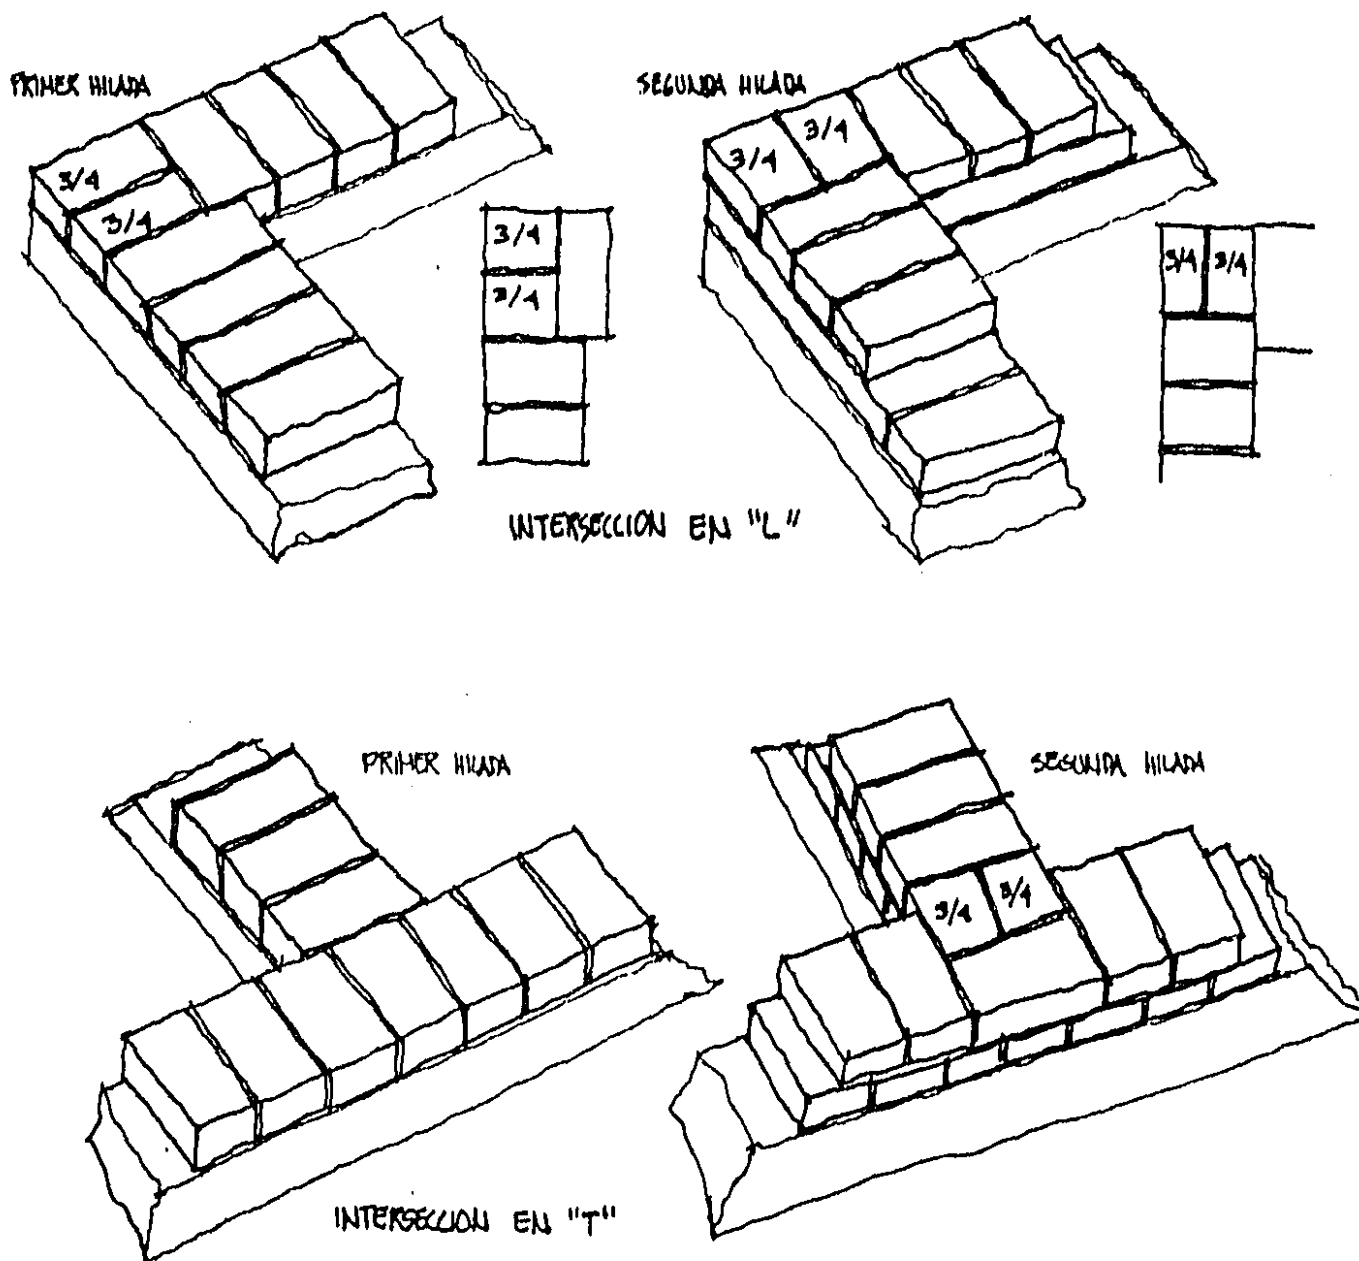 PRIMER HILADA
SEGUNDA HILADA
3/4
3/4
3/4
3/4
3/4
3/4
3/4 3/4
INTERSECCION EN "L"
PRIMER HILADA
SEGUNDA HILADA
3/4 3/4
INTERSECCION EN "T"